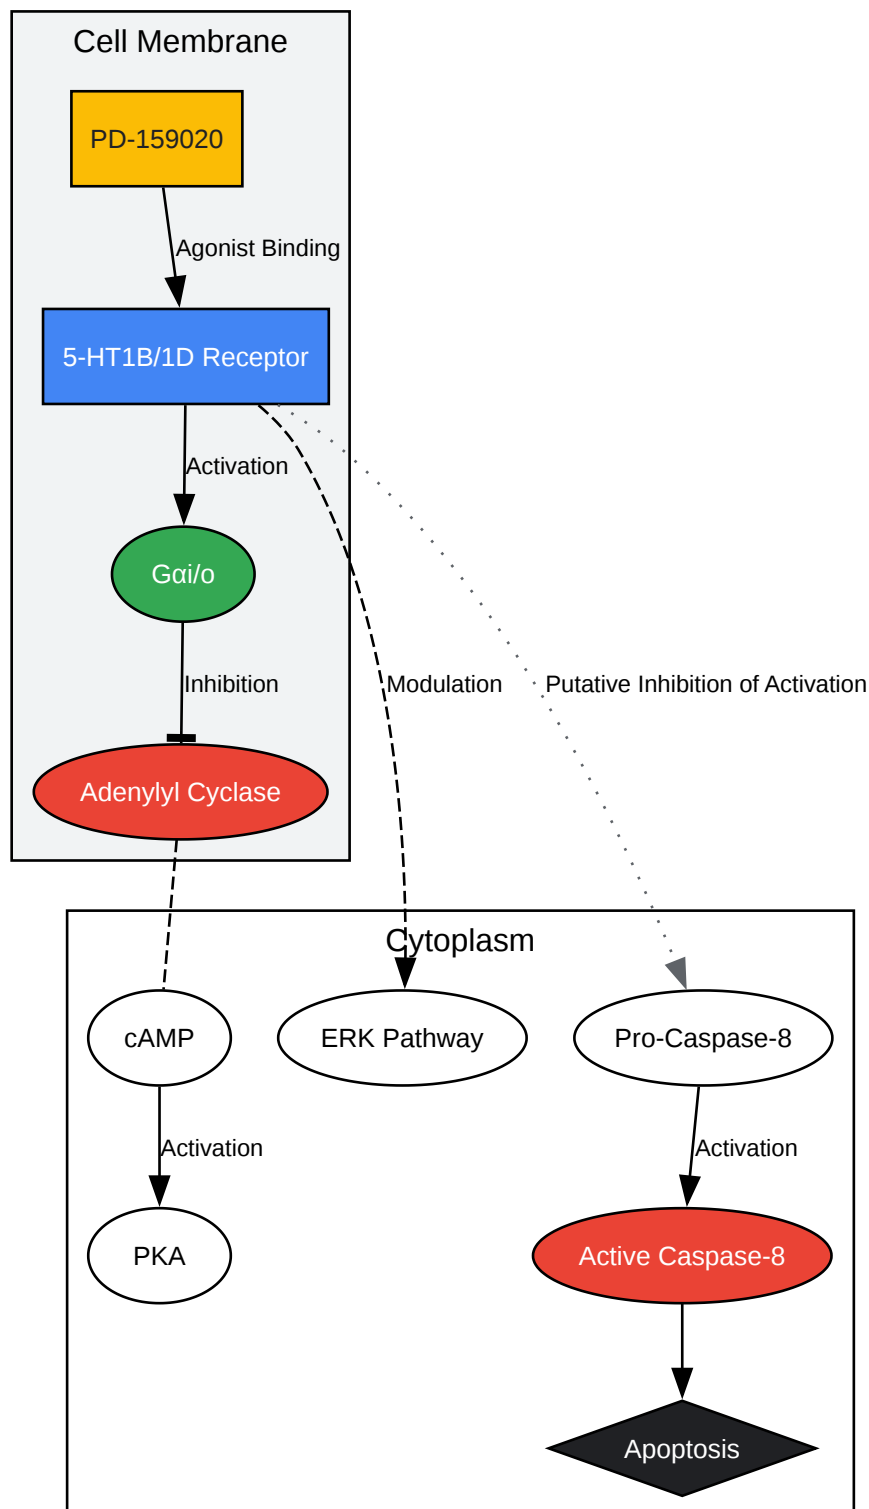 Cell Membrane
PD-159020
Agonist Binding
5-HT1B/1D Receptor
Activation
Gαi/o
Inhibition
Modulation
Putative Inhibition of Activation
Adenylyl Cyclase
Cytoplasm
cAMP
ERK Pathway
Pro-Caspase-8
Activation
Activation
PKA
Active Caspase-8
Apoptosis